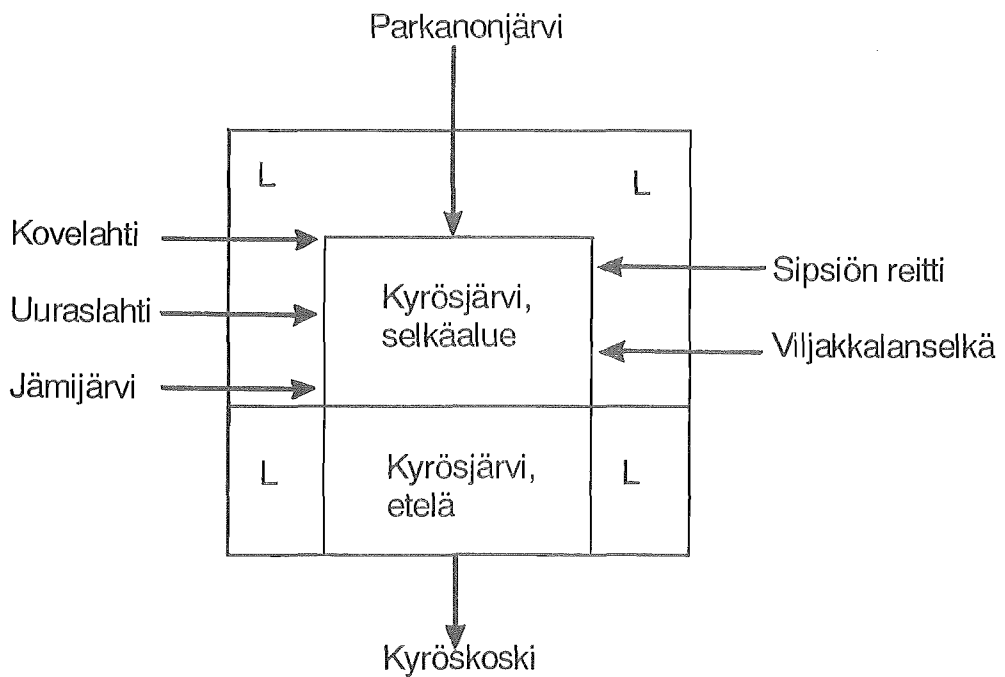 Parkanonjärvi
L
L
Kovelahti
Sipsiön reitti
Kyrösjärvi,
selkäalue
Uuraslahti
Viljakkalanselkä
Jämijärvi
L
Kyrösjärvi,
etelä
L
Kyröskoski